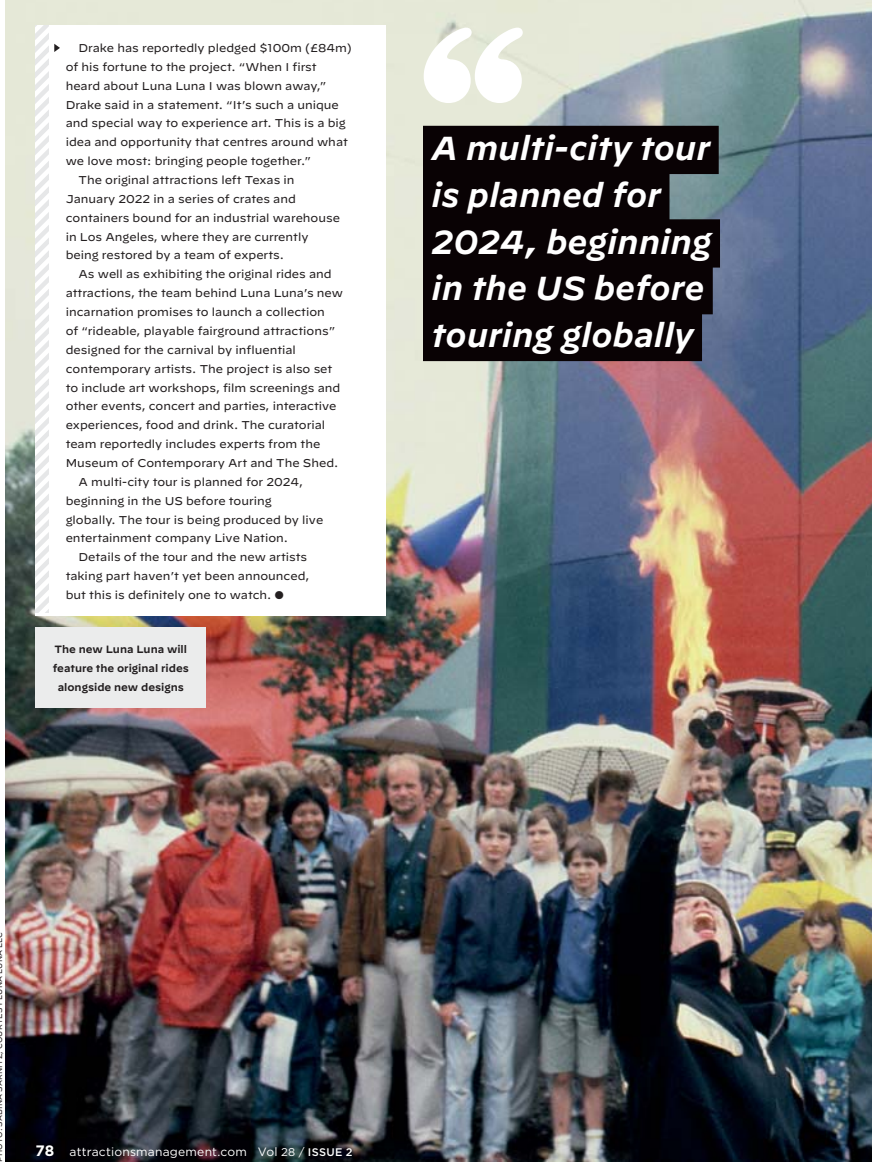 Drake has reportedly pledged $100m (£84m)
of his fortune to the project. “When I first
heard about Luna Luna I was blown away,”
Drake said in a statement. “It’s such a unique
and special way to experience art. This is a big
idea and opportunity that centres around what
we love most: bringing people together.”
The original attractions left Texas in
January 2022 in a series of crates and
containers bound for an industrial warehouse
in Los Angeles, where they are currently
being restored by a team of experts.
As well as exhibiting the original rides and
attractions, the team behind Luna Luna’s new
incarnation promises to launch a collection
of “rideable, playable fairground attractions”
designed for the carnival by influential
contemporary artists. The project is also set
to include art workshops, film screenings and
other events, concert and parties, interactive
experiences, food and drink. The curatorial
team reportedly includes experts from the
Museum of Contemporary Art and The Shed.
A multi-city tour is planned for 2024,
beginning in the US before touring
globally. The tour is being produced by live
entertainment company Live Nation.
Details of the tour and the new artists
taking part haven’t yet been announced,
but this is definitely one to watch. ●
“
A multi-city tour
is planned for
2024, beginning
in the US before
touring globally
The new Luna Luna will
feature the original rides
alongside new designs
78 attractionsmanagement.com Vol 28 / ISSUE 2